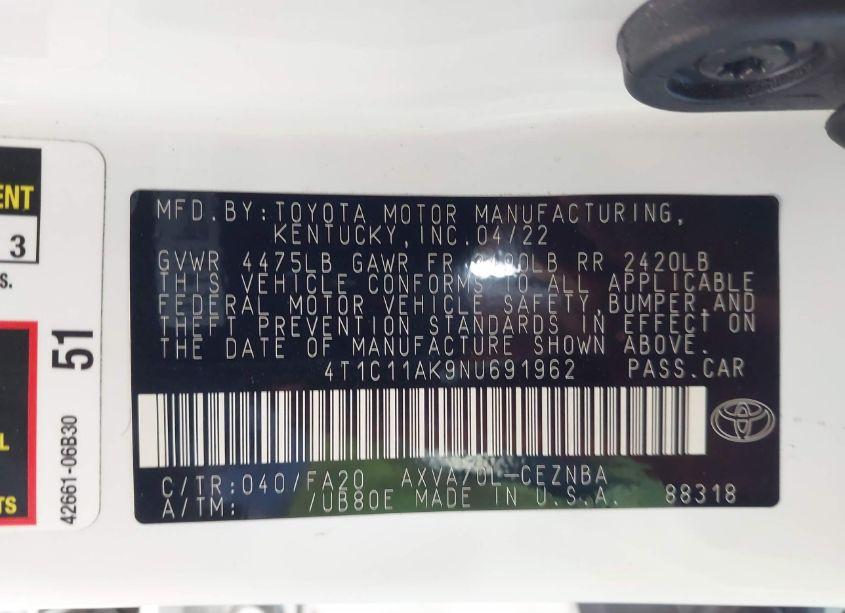 MFD.BY:TOYOTA MOTOR MANUFACTURING,
KENTUCKY,INC.04/22
GVWR 4475LB GAWR FR LB RR 2420LB
THIS VEHICLE CONFORMS TO ALL APPLICABLE
FEDERAL MOTOR VEHICLE SAFETY,BUMPER,AND
THEFT PREVENTION STANDARDS IN EFFECT ON
THE DATE OF MANUFACTURE SHOWN ABOVE.
4T1C11AK9NU691962 PASS.CAR
C/TR:040/FA20 AXVA70L-CEZNBA
A/TM: /UB80E MADE IN U.S.A. 88318
ENT
3
S.
51
42661-06B30
L
TS